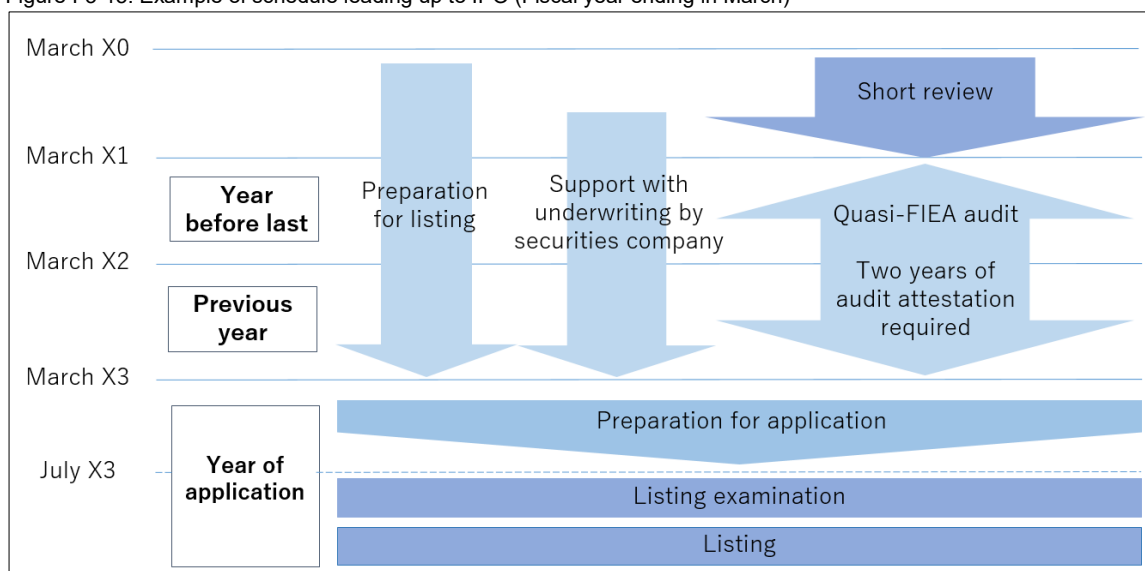 March X0
Short review
March X1
Year
before last
Preparation
for listing
Support with
underwriting by
securities company
Quasi-FIEA audit
Two years of
audit attestation
required
March X2
Previous
year
March X3
Preparation for application
July X3
Year of
application
Listing examination
Listing